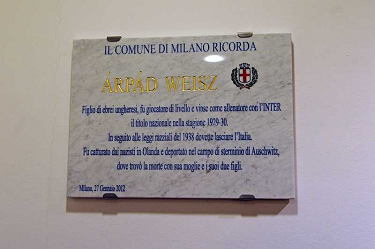 IL COMUNE DI MILANO RICORDA
ÁRPÁD WEISZ
Figlio di ebrei ungheresi, fu giocatore di livello e vinse come allenatore con l'INTER
il titolo nazionale nella stagione 1929-30.
In seguito alle leggi razziali del 1938 dovette lasciare l'Italia.
Fu catturato dai nazisti in Olanda e deportato nel campo di sterminio di Auschwitz,
dove trovò la morte con sua moglie e i suoi due figli.
Milano, 27 Gennaio 2012